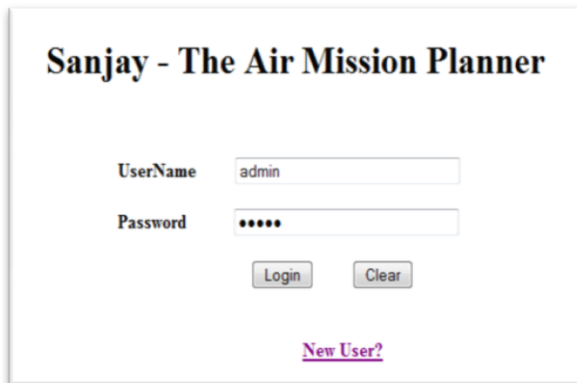 Sanjay - The Air Mission Planner
UserName admin
Password •••••
Login Clear
New User?